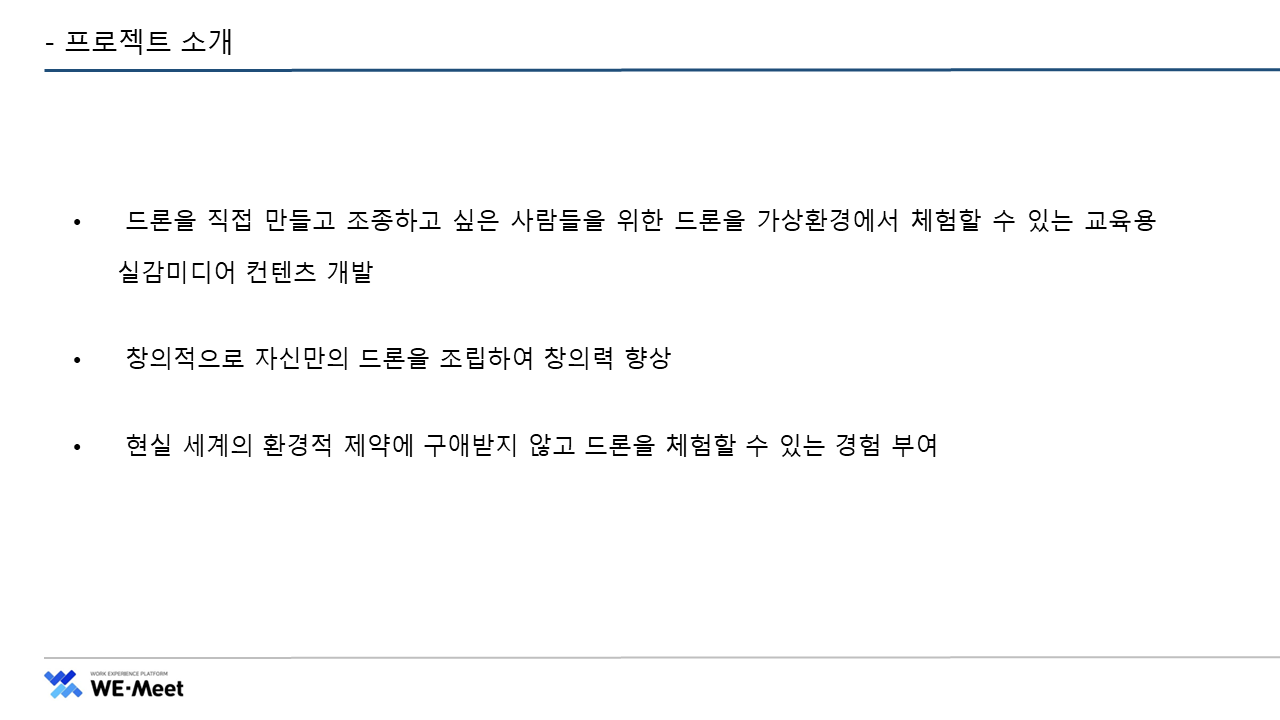 - 프로젝트 소개
• 드론을 직접 만들고 조종하고 싶은 사람들을 위한 드론을 가상환경에서 체험할 수 있는 교육용
실감미디어 컨텐츠 개발
• 창의적으로 자신만의 드론을 조립하여 창의력 향상
• 현실 세계의 환경적 제약에 구애받지 않고 드론을 체험할 수 있는 경험 부여
WORK EXPERIENCE PLATFORM
WE-Meet